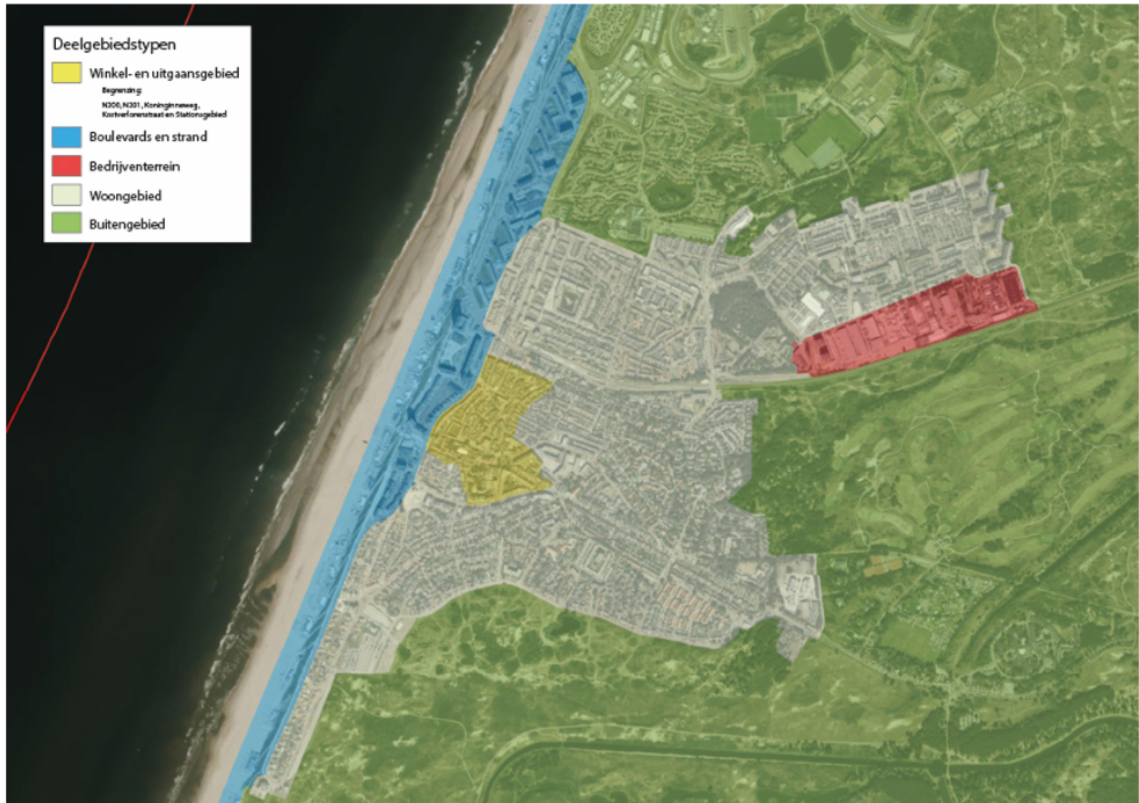 Deelgebiedstypen
Winkel- en uitgaansgebied
Begrenzing:
N200, N201, Koninginneweg,
Kostverlorenstraat en Stationsgebied
Boulevards en strand
Bedrijventerrein
Woongebied
Buitengebied